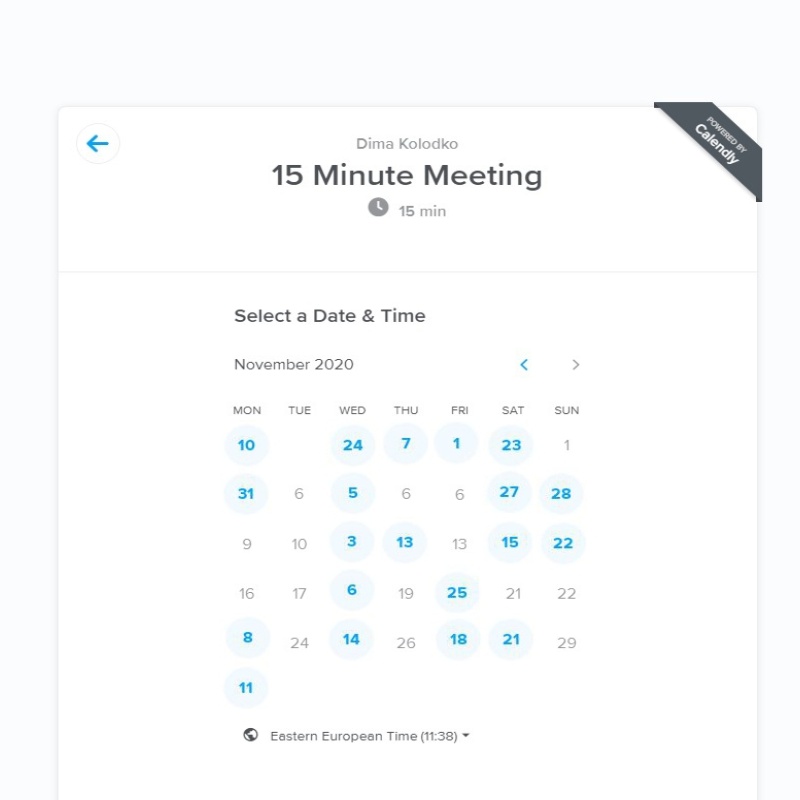 POWERED BY
Calendly
Dima Kolodko
15 Minute Meeting
15 min
Select a Date & Time
November 2020
MON TUE WED THU FRI SAT SUN
10 24 7 1 23 1
31 6 5 6 6 27 28
9 10 3 13 13 15 22
16 17 6 19 25 21 22
8 24 14 26 18 21 29
11
Eastern European Time (11:38)